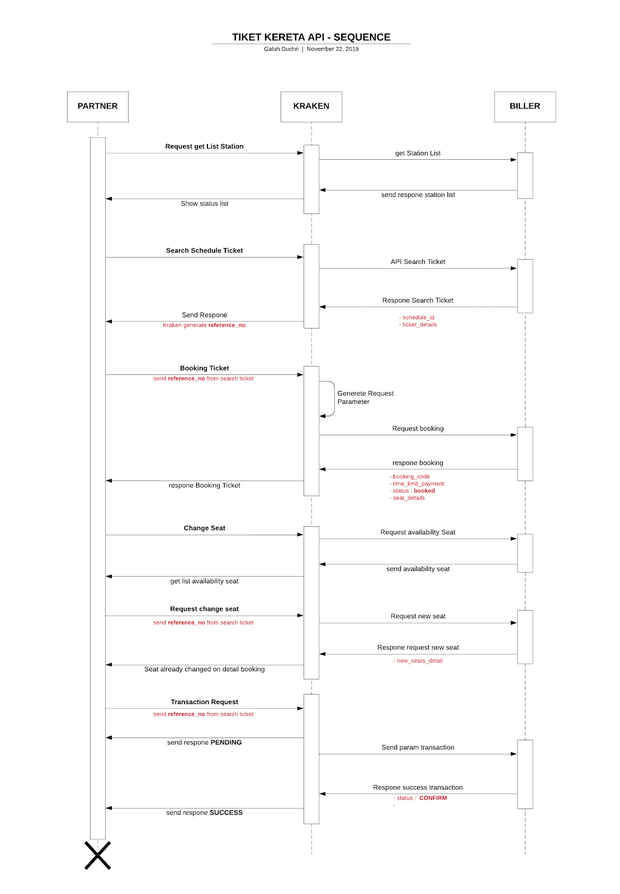 TIKET KERETA API - SEQUENCE
Galuh Duchri | November 22, 2019
PARTNER
KRAKEN
BILLER
Request get List Station
get Station List
send respone station list
Show status list
Search Schedule Ticket
API Search Ticket
Respone Search Ticket
- schedule_id
- ticket_details
Send Respone
Kraken generate reference_no
Booking Ticket
send reference_no from search ticket
Generete Request
Parameter
Request booking
respone booking
- booking_code
- time_limit_payment
- status : booked
- seat_details
respone Booking Ticket
Change Seat
Request availability Seat
send availability seat
get list availability seat
Request change seat
send reference_no from search ticket
Request new seat
Respone request new seat
- new_seats_detail
Seat already changed on detail booking
Transaction Request
send reference_no from search ticket
send respone PENDING
Send param transaction
Respone success transaction
- status : CONFIRM
-
send respone SUCCESS